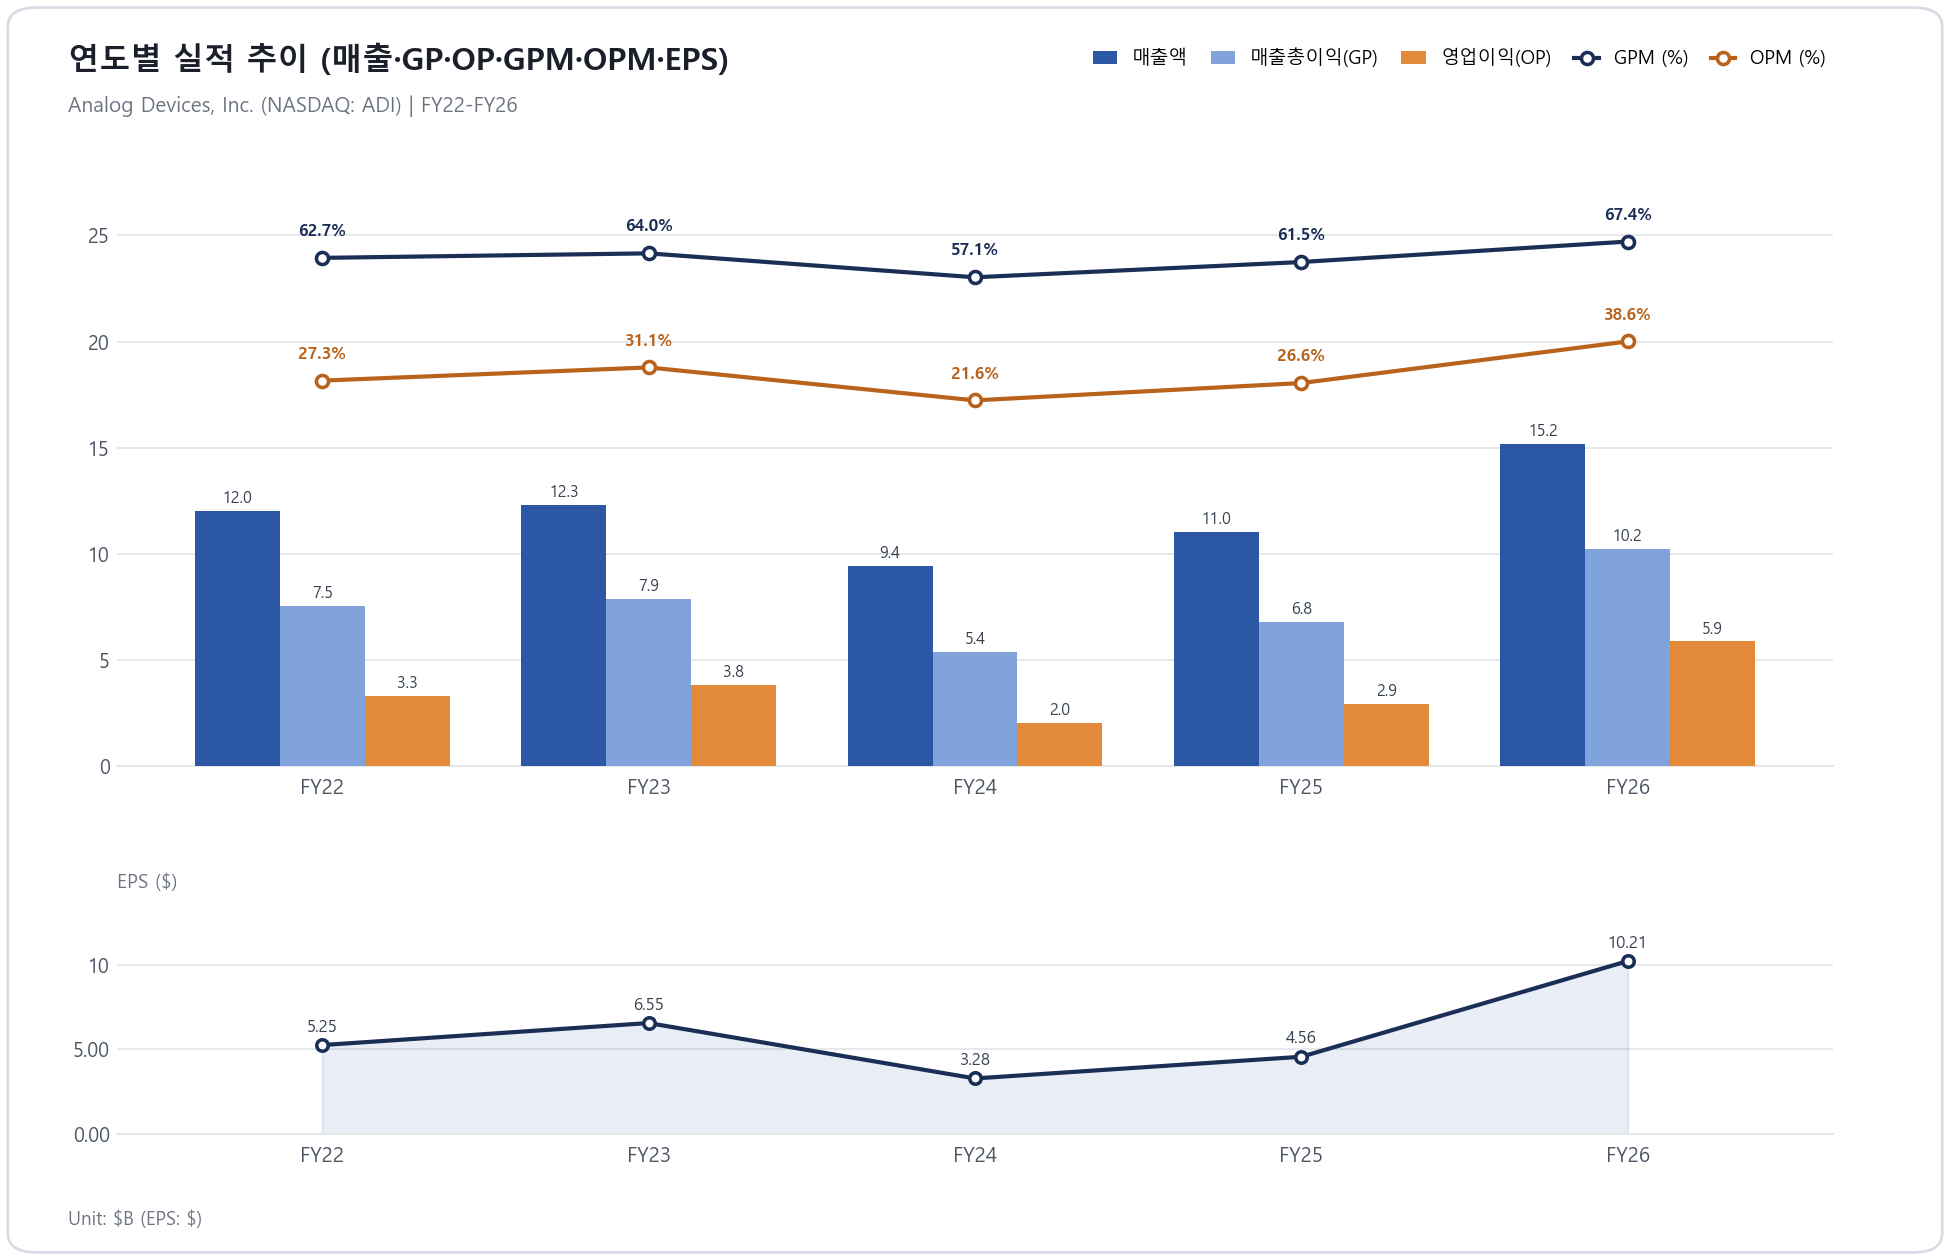 연도별 실적 추이 (매출·GP·OP·GPM·OPM·EPS)
매출액 매출총이익(GP) 영업이익(OP) GPM (%) OPM (%)
Analog Devices, Inc. (NASDAQ: ADI) | FY22-FY26
25
62.7% 64.0% 57.1% 61.5% 67.4%
20
27.3% 31.1% 21.6% 26.6% 38.6%
15
12.0 7.5 3.3 12.3 7.9 3.8 9.4 5.4 2.0 11.0 6.8 2.9 15.2 10.2 5.9
10
5
0
FY22 FY23 FY24 FY25 FY26
EPS ($)
10
5.25 6.55 3.28 4.56 10.21
5.00
0.00
FY22 FY23 FY24 FY25 FY26
Unit: $B (EPS: $)